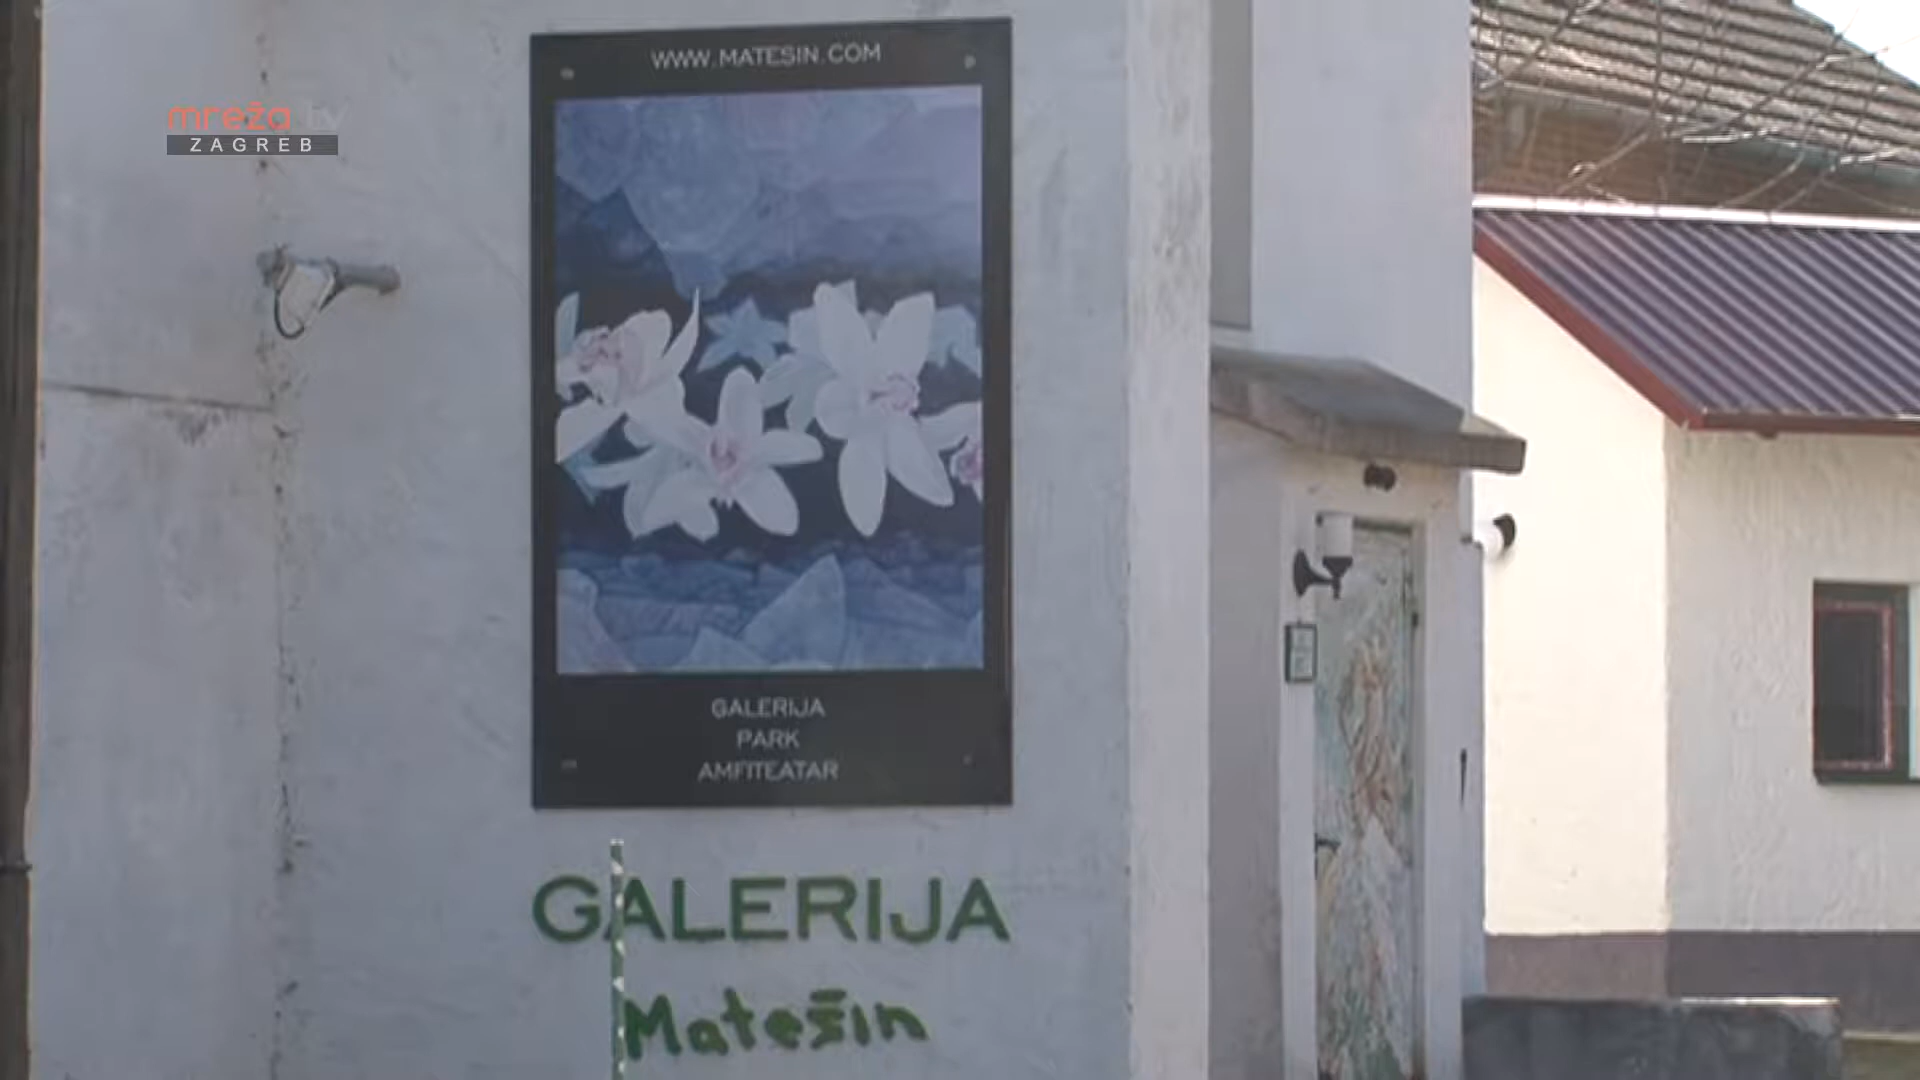 WWW.MATESIN.COM
mreža.tv
ZAGREB
GALERIJA
PARK
AMFITEATAR
GALERIJA
Matešin